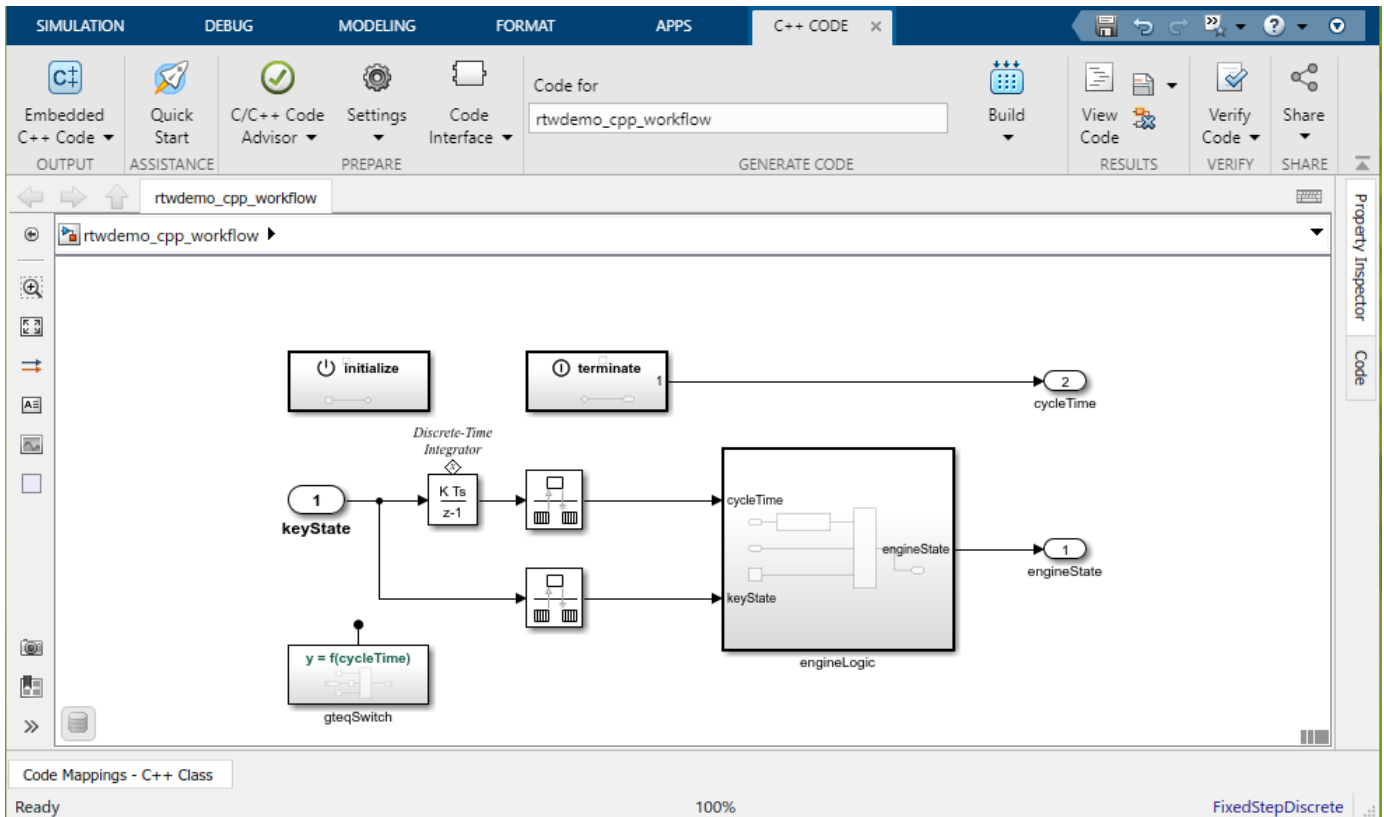 SIMULATION DEBUG MODELING FORMAT APPS C++ CODE
Embedded
C++ Code
Quick
Start
C/C++ Code
Advisor
Settings
Code
Interface
Code for
rtwdemo_cpp_workflow
Build
View
Code
Verify
Code
Share
OUTPUT ASSISTANCE PREPARE GENERATE CODE RESULTS VERIFY SHARE
rtwdemo_cpp_workflow
rtwdemo_cpp_workflow
Property Inspector
Code
initialize
terminate
1
2
cycleTime
Discrete-Time
Integrator
x
1
keyState
K Ts
z-1
cycleTime
engineState
keyState
engineLogic
1
engineState
y = f(cycleTime)
gteqSwitch
Code Mappings - C++ Class
Ready 100% FixedStepDiscrete